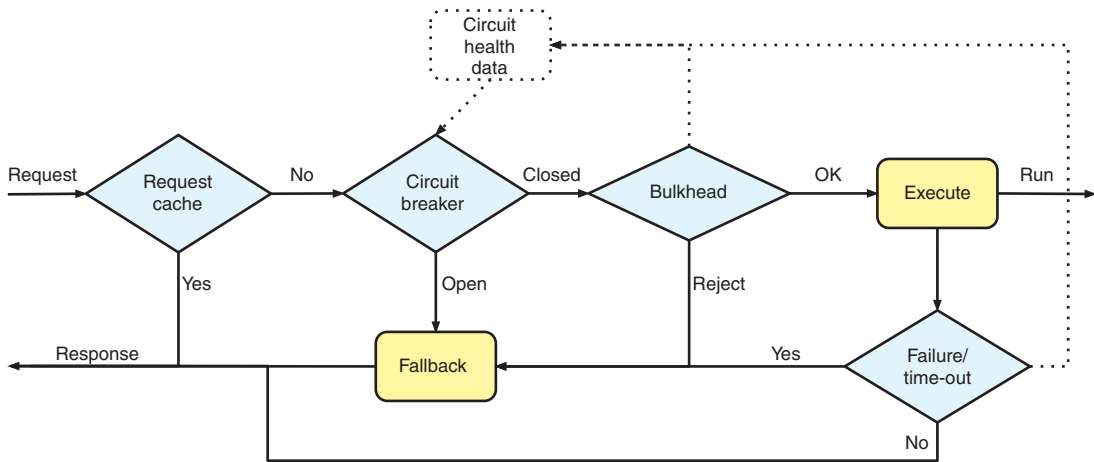 Circuit
health
data
Request
Request
cache
No
Circuit
breaker
Closed
Bulkhead
OK
Execute
Run
Yes
Open
Reject
Response
Fallback
Yes
Failure/
time-out
No